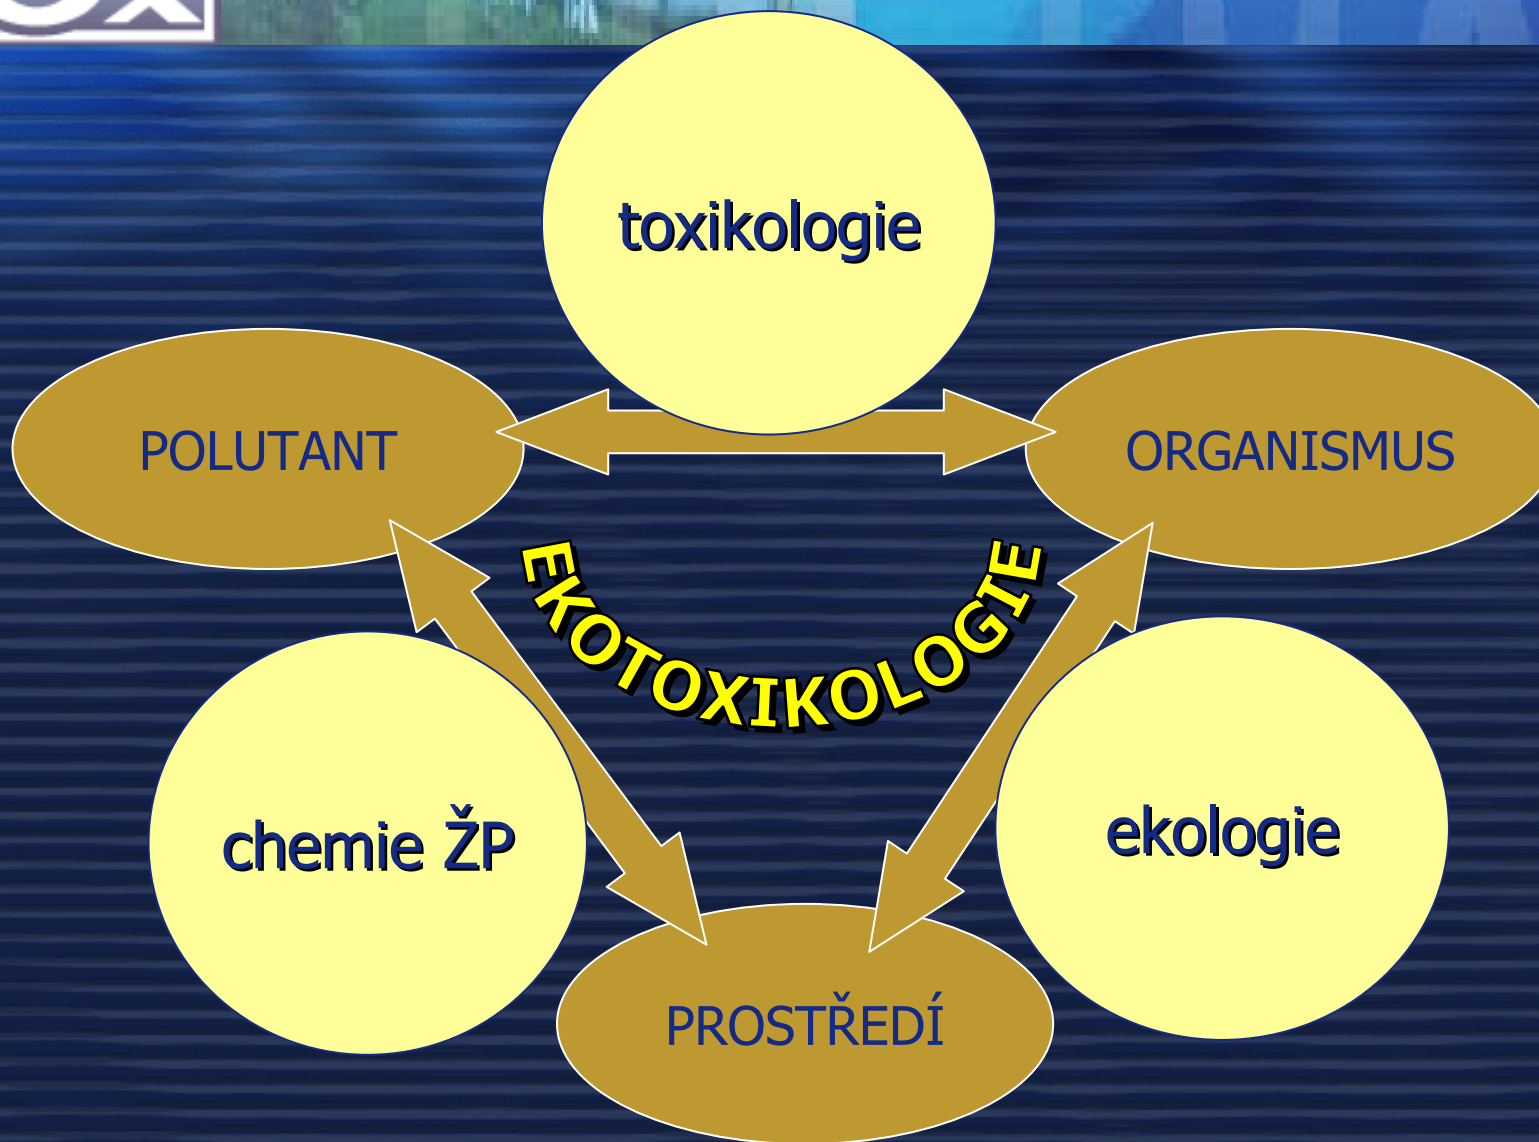 toxikologie
POLUTANT
ORGANISMUS
EKOTOXIKOLOGIE
chemie ŽP
ekologie
PROSTŘEDÍ